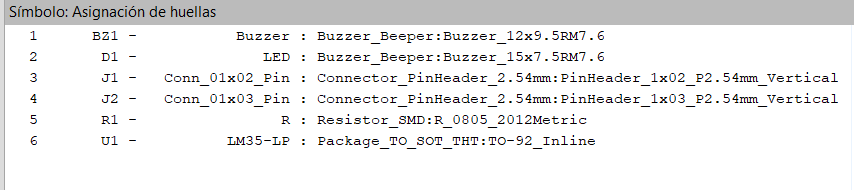 Símbolo: Asignación de huellas
1 BZ1 - Buzzer : Buzzer_Beeper:Buzzer_12x9.5RM7.6
2 D1 - LED : Buzzer_Beeper:Buzzer_15x7.5RM7.6
3 J1 - Conn_01x02_Pin : Connector_PinHeader_2.54mm:PinHeader_1x02_P2.54mm_Vertical
4 J2 - Conn_01x03_Pin : Connector_PinHeader_2.54mm:PinHeader_1x03_P2.54mm_Vertical
5 R1 - R : Resistor_SMD:R_0805_2012Metric
6 U1 - LM35-LP : Package_TO_SOT_THT:TO-92_Inline